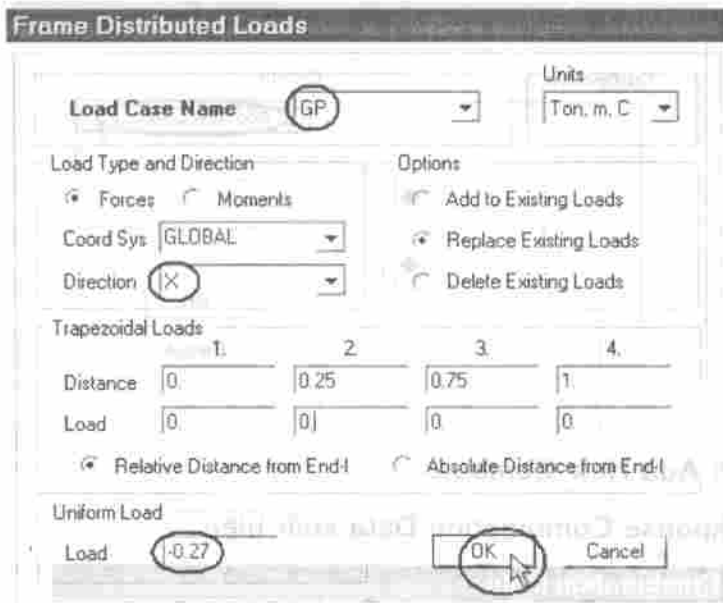 Frame Distributed Loads
Units
Load Case Name GP Ton, m, C
Load Type and Direction Options
Forces Moments Add to Existing Loads
Coord Sys GLOBAL Replace Existing Loads
Direction X Delete Existing Loads
Trapezoidal Loads
1. 2. 3. 4.
Distance 0. 0.25 0.75 1.
Load 0. 0 0. 0.
Relative Distance from End-I Absolute Distance from End-I
Uniform Load
Load -0.27 OK Cancel